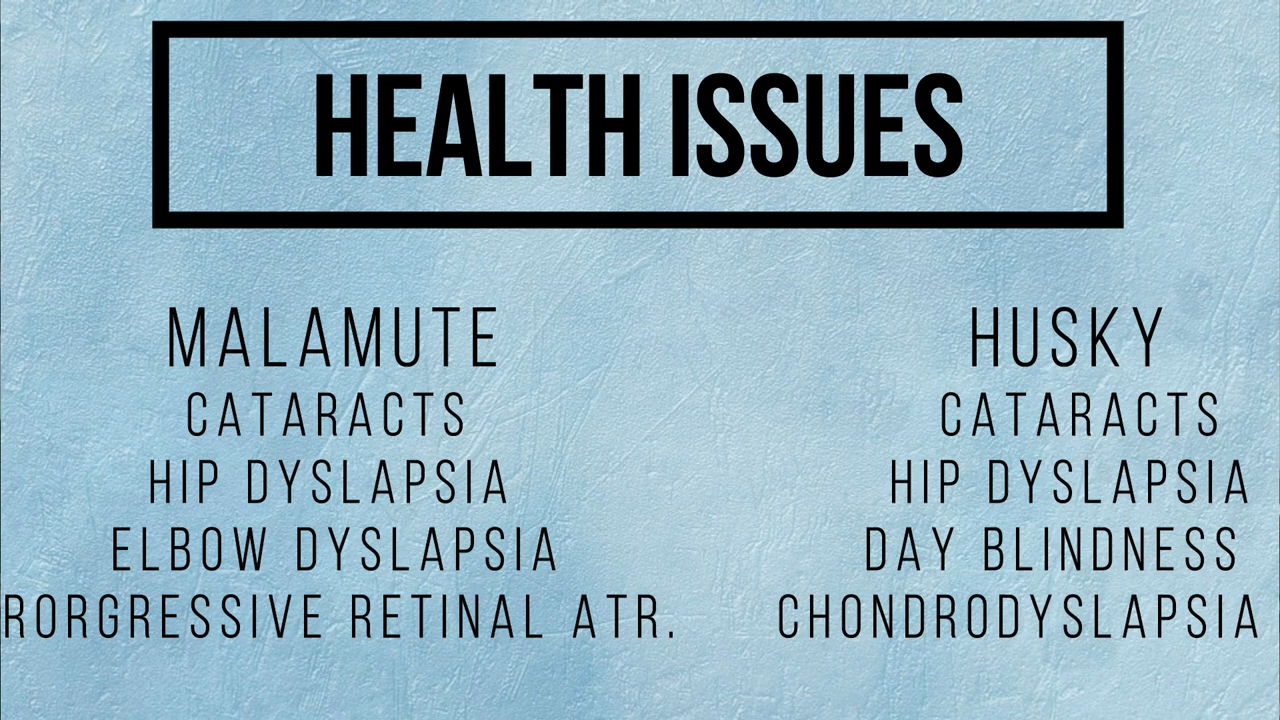 HEALTH ISSUES
MALAMUTE
CATARACTS
HIP DYSLAPSIA
ELBOW DYSLAPSIA
RORGRESSIVE RETINAL ATR.
HUSKY
CATARACTS
HIP DYSLAPSIA
DAY BLINDNESS
CHONDRODYSLAPSIA